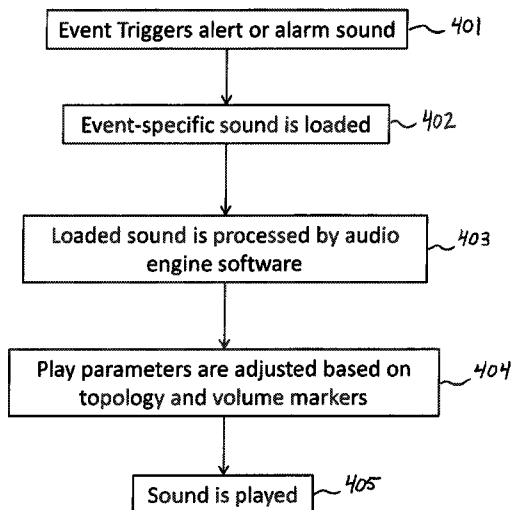 Event Triggers alert or alarm sound 401
Event-specific sound is loaded 402
Loaded sound is processed by audio 403
engine software
Play parameters are adjusted based on 404
topology and volume markers
Sound is played 405